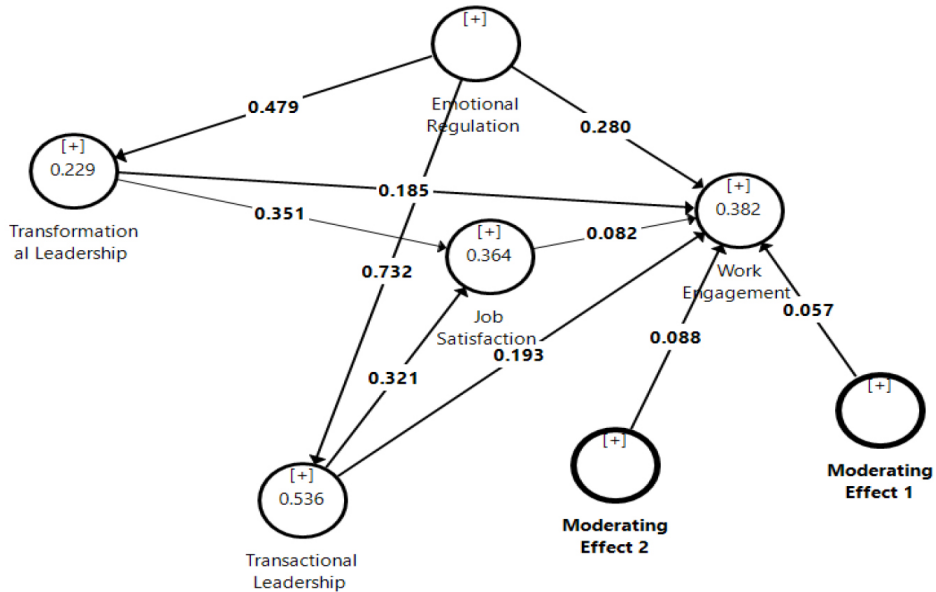 [+]
Emotional
Regulation
0.479
0.280
[+]
0.229
Transformation
al Leadership
0.185
[+]
0.382
Work
Engagement
0.351
[+]
0.364
Job
Satisfaction
0.082
0.732
0.321
0.193
0.088
0.057
[+]
Moderating
Effect 1
[+]
Moderating
Effect 2
[+]
0.536
Transactional
Leadership